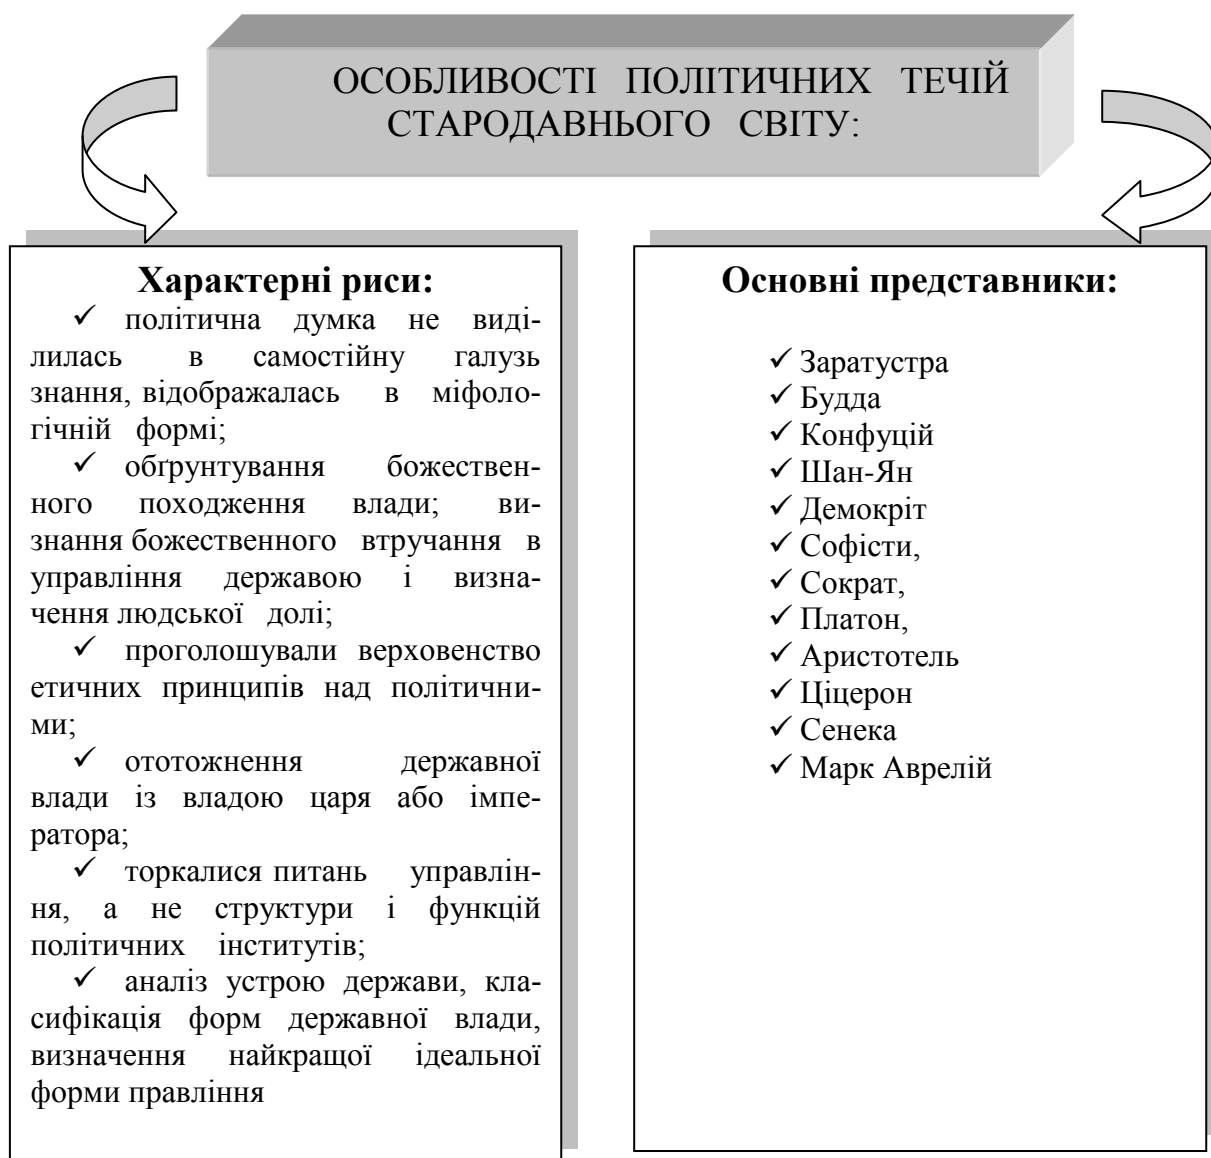 ОСОБЛИВОСТІ ПОЛІТИЧНИХ ТЕЧІЙ
СТАРОДАВНЬОГО СВІТУ:
Характерні риси:
✓ політична думка не виді-
лилась в самостійну галузь
знання, відображалась в міфоло-
гічній формі;
✓ обґрунтування божествен-
ного походження влади; ви-
знання божественного втручання в
управління державою і визна-
чення людської долі;
✓ проголошували верховенство
етичних принципів над політични-
ми;
✓ ототожнення державної
влади із владою царя або імпе-
ратора;
✓ торкалися питань управлін-
ня, а не структури і функцій
політичних інститутів;
✓ аналіз устрою держави, кла-
сифікація форм державної влади,
визначення найкращої ідеальної
форми правління
Основні представники:
✓ Заратустра
✓ Будда
✓ Конфуцій
✓ Шан-Ян
✓ Демокріт
✓ Софісти,
✓ Сократ,
✓ Платон,
✓ Аристотель
✓ Ціцерон
✓ Сенека
✓ Марк Аврелій